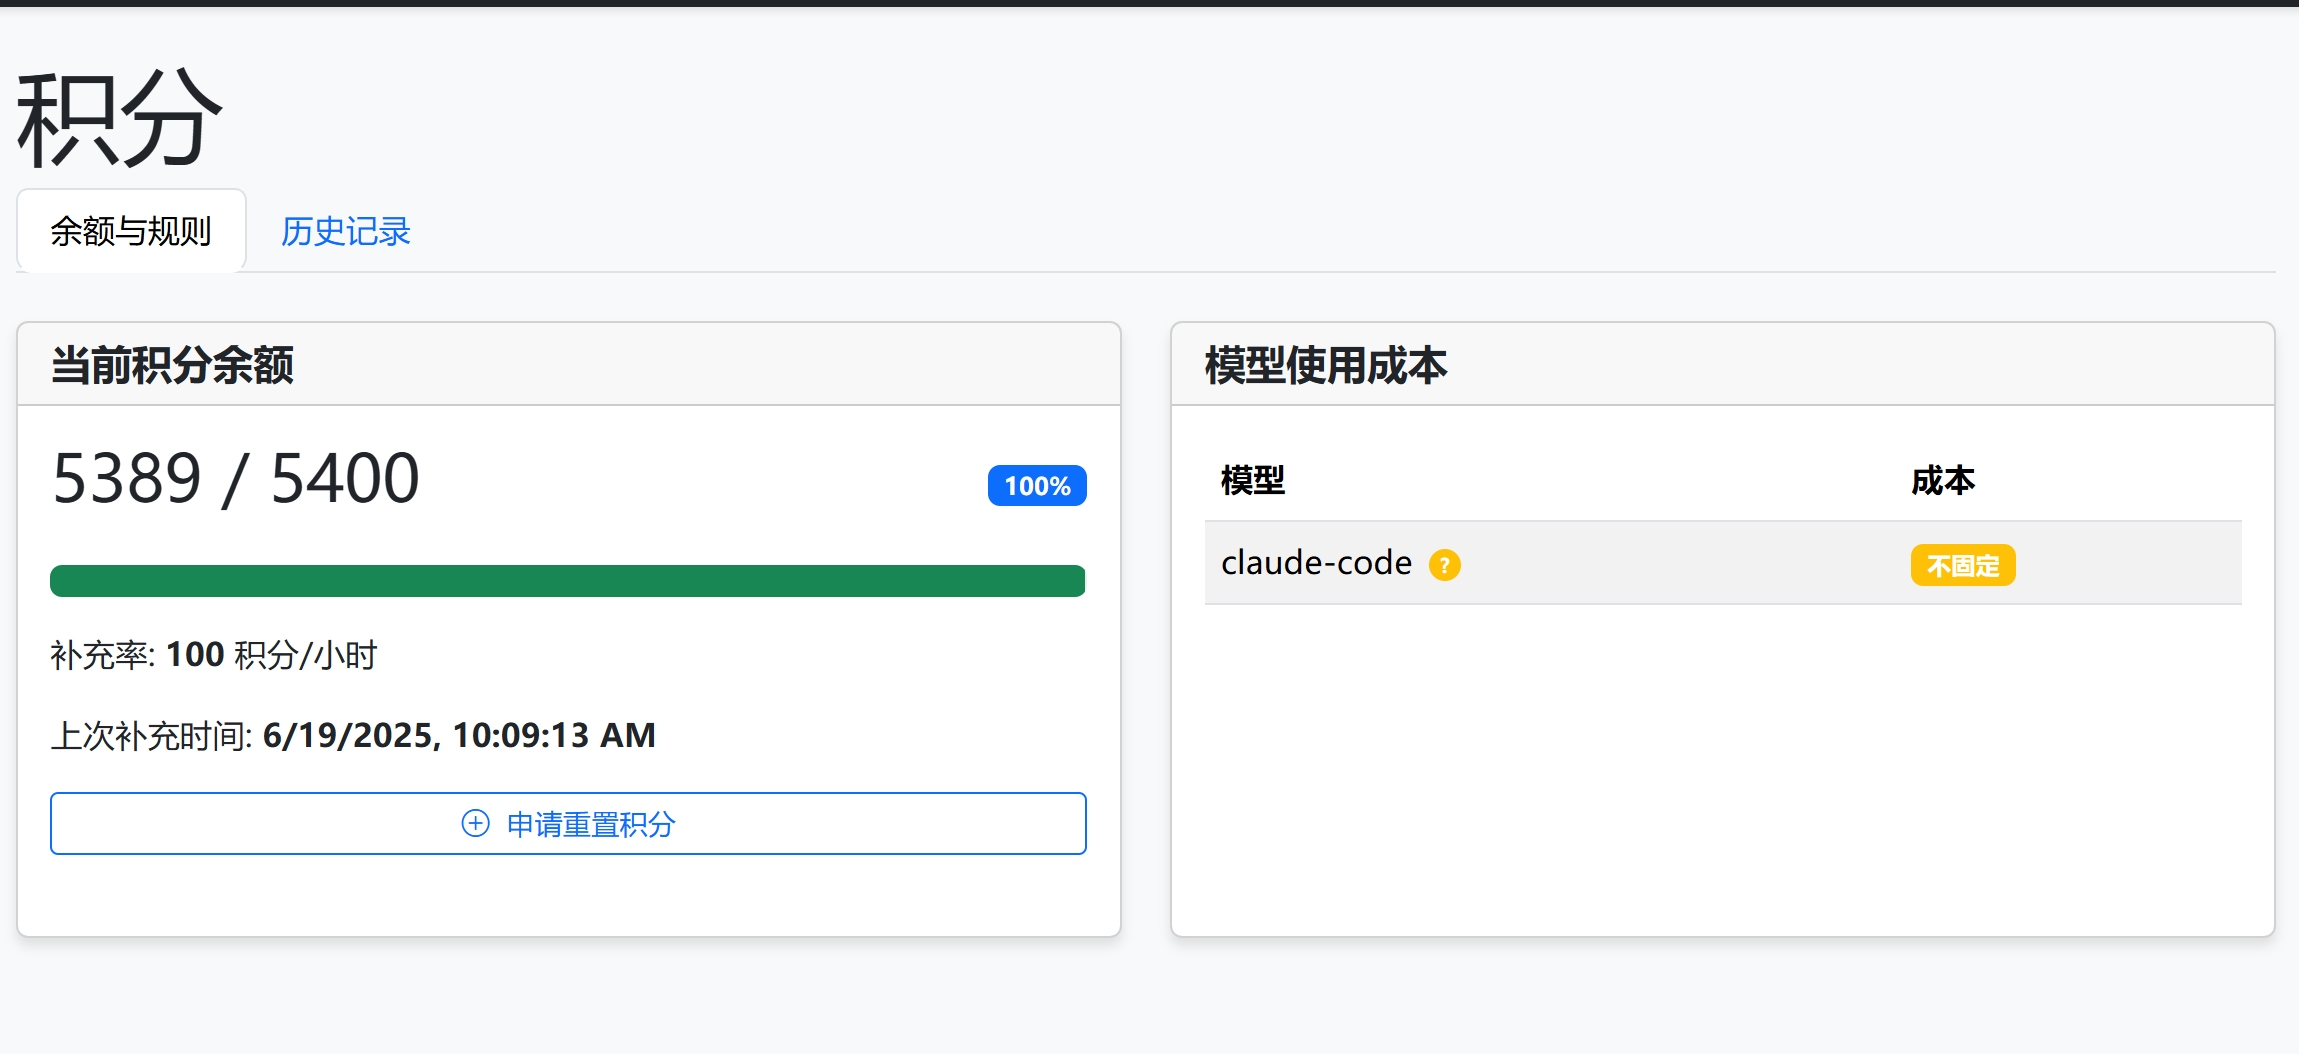 积分
余额与规则
历史记录
当前积分余额
5389 / 5400
100%
补充率: 100 积分/小时
上次补充时间: 6/19/2025, 10:09:13 AM
申请重置积分
模型使用成本
模型 成本
claude-code ? 不固定